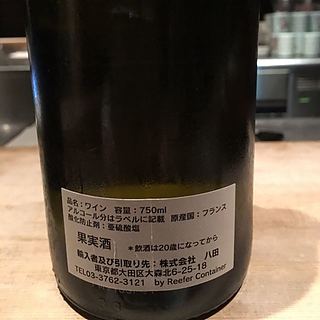 品名：ワイン　容量：750ml
アルコール分はラベルに記載　原産国：フランス
酸化防止剤：亜硫酸塩
果実酒　＊飲酒は20歳になってから
輸入者及び引取り先：株式会社　八田
東京都大田区大森北6-25-18
TEL03-3762-3121　by Reefer Container